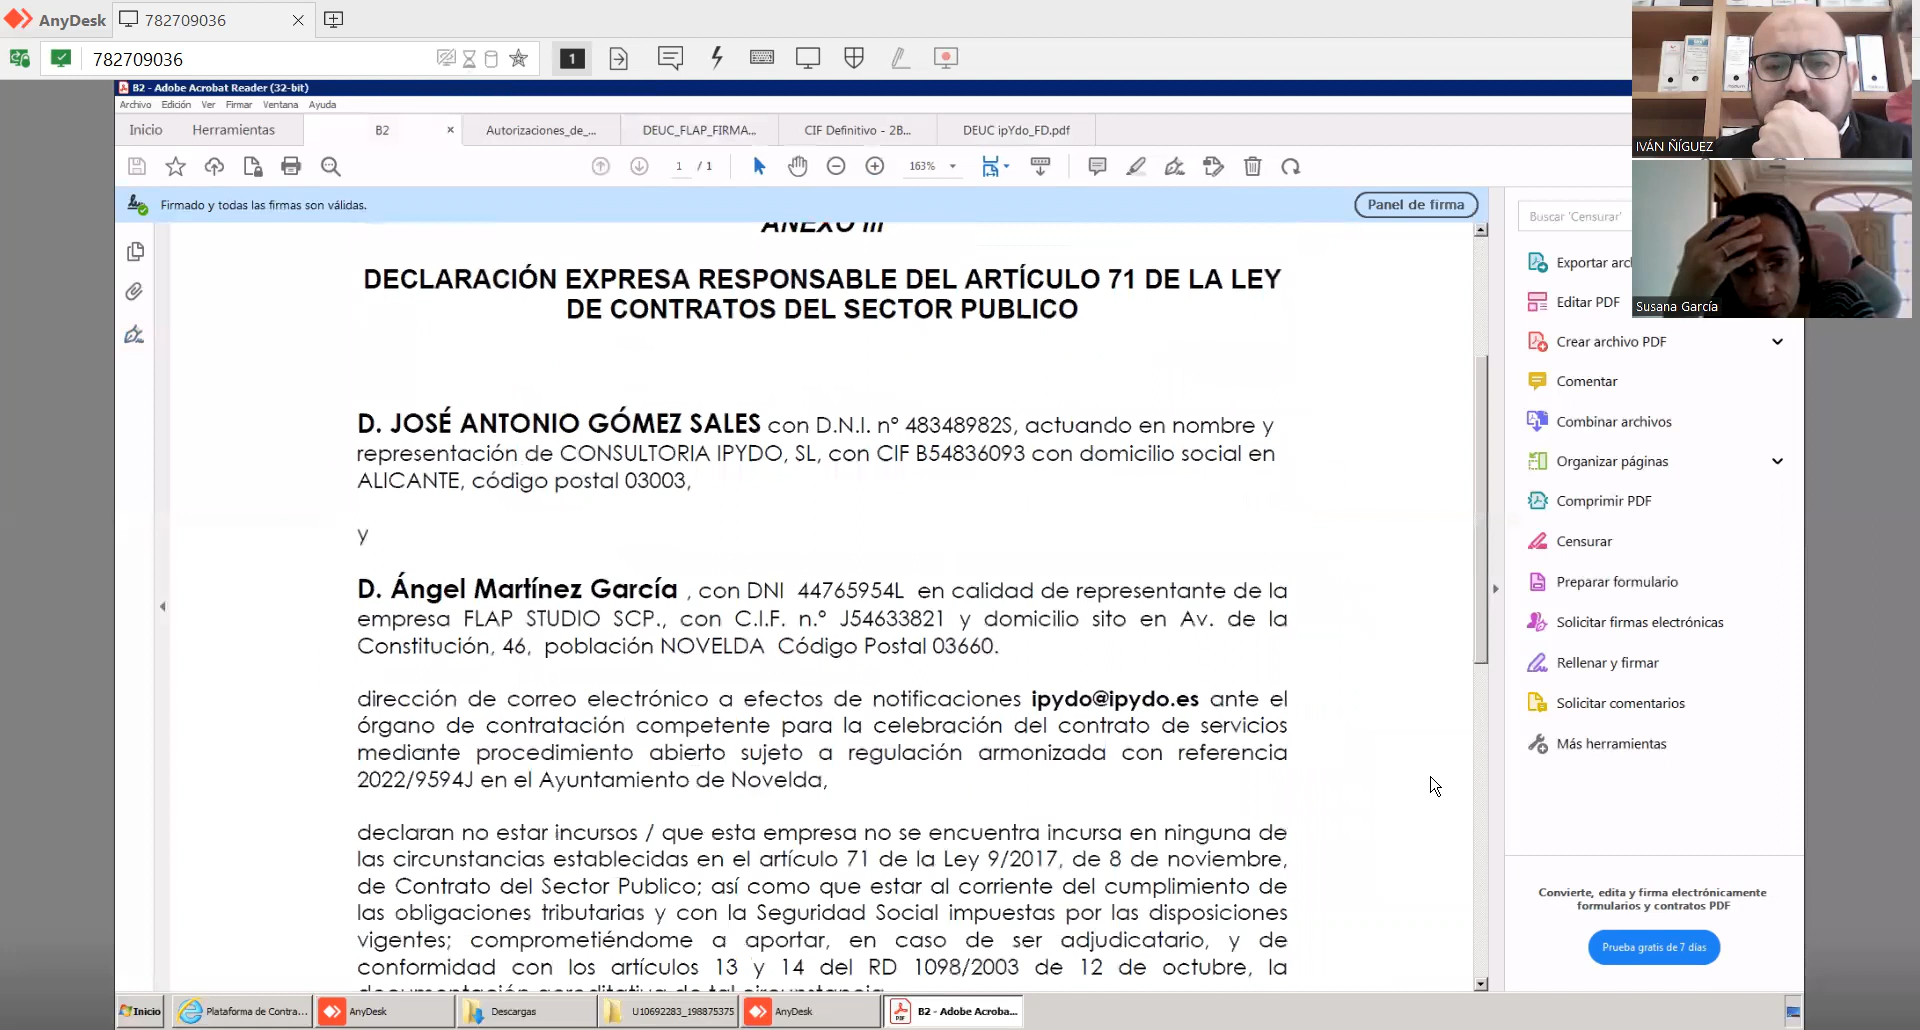 AnyDesk
782709036
782709036
1
B2 - Adobe Acrobat Reader (32-bit)
Archivo Edición Ver Firmar Ventana Ayuda
Inicio Herramientas B2 Autorizaciones_de_... DEUC_FLAP_FIRMA... CIF Definitivo - 2B... DEUC ipYdo_FD.pdf
1 / 1 163%
Firmado y todas las firmas son válidas.
Panel de firma
ANEXO III
DECLARACIÓN EXPRESA RESPONSABLE DEL ARTÍCULO 71 DE LA LEY
DE CONTRATOS DEL SECTOR PUBLICO
D. JOSÉ ANTONIO GÓMEZ SALES con D.N.I. nº 48348982S, actuando en nombre y
representación de CONSULTORIA IPYDO, SL, con CIF B54836093 con domicilio social en
ALICANTE, código postal 03003,
y
D. Ángel Martínez García , con DNI 44765954L en calidad de representante de la
empresa FLAP STUDIO SCP., con C.I.F. n.º J54633821 y domicilio sito en Av. de la
Constitución, 46, población NOVELDA Código Postal 03660.
dirección de correo electrónico a efectos de notificaciones ipydo@ipydo.es ante el
órgano de contratación competente para la celebración del contrato de servicios
mediante procedimiento abierto sujeto a regulación armonizada con referencia
2022/9594J en el Ayuntamiento de Novelda,
declaran no estar incursos / que esta empresa no se encuentra incursa en ninguna de
las circunstancias establecidas en el artículo 71 de la Ley 9/2017, de 8 de noviembre,
de Contrato del Sector Publico; así como que estar al corriente del cumplimiento de
las obligaciones tributarias y con la Seguridad Social impuestas por las disposiciones
vigentes; comprometiéndome a aportar, en caso de ser adjudicatario, y de
conformidad con los artículos 13 y 14 del RD 1098/2003 de 12 de octubre, la
documentación acreditativa de tal circunstancia
Buscar 'Censurar'
Exportar arc
Editar PDF
Crear archivo PDF
Comentar
Combinar archivos
Organizar páginas
Comprimir PDF
Censurar
Preparar formulario
Solicitar firmas electrónicas
Rellenar y firmar
Solicitar comentarios
Más herramientas
Convierte, edita y firma electrónicamente
formularios y contratos PDF
Prueba gratis de 7 días
IVÁN ÑÍGUEZ
Susana García
Inicio Plataforma de Contra... AnyDesk Descargas U10692283_198875375 AnyDesk B2 - Adobe Acroba...